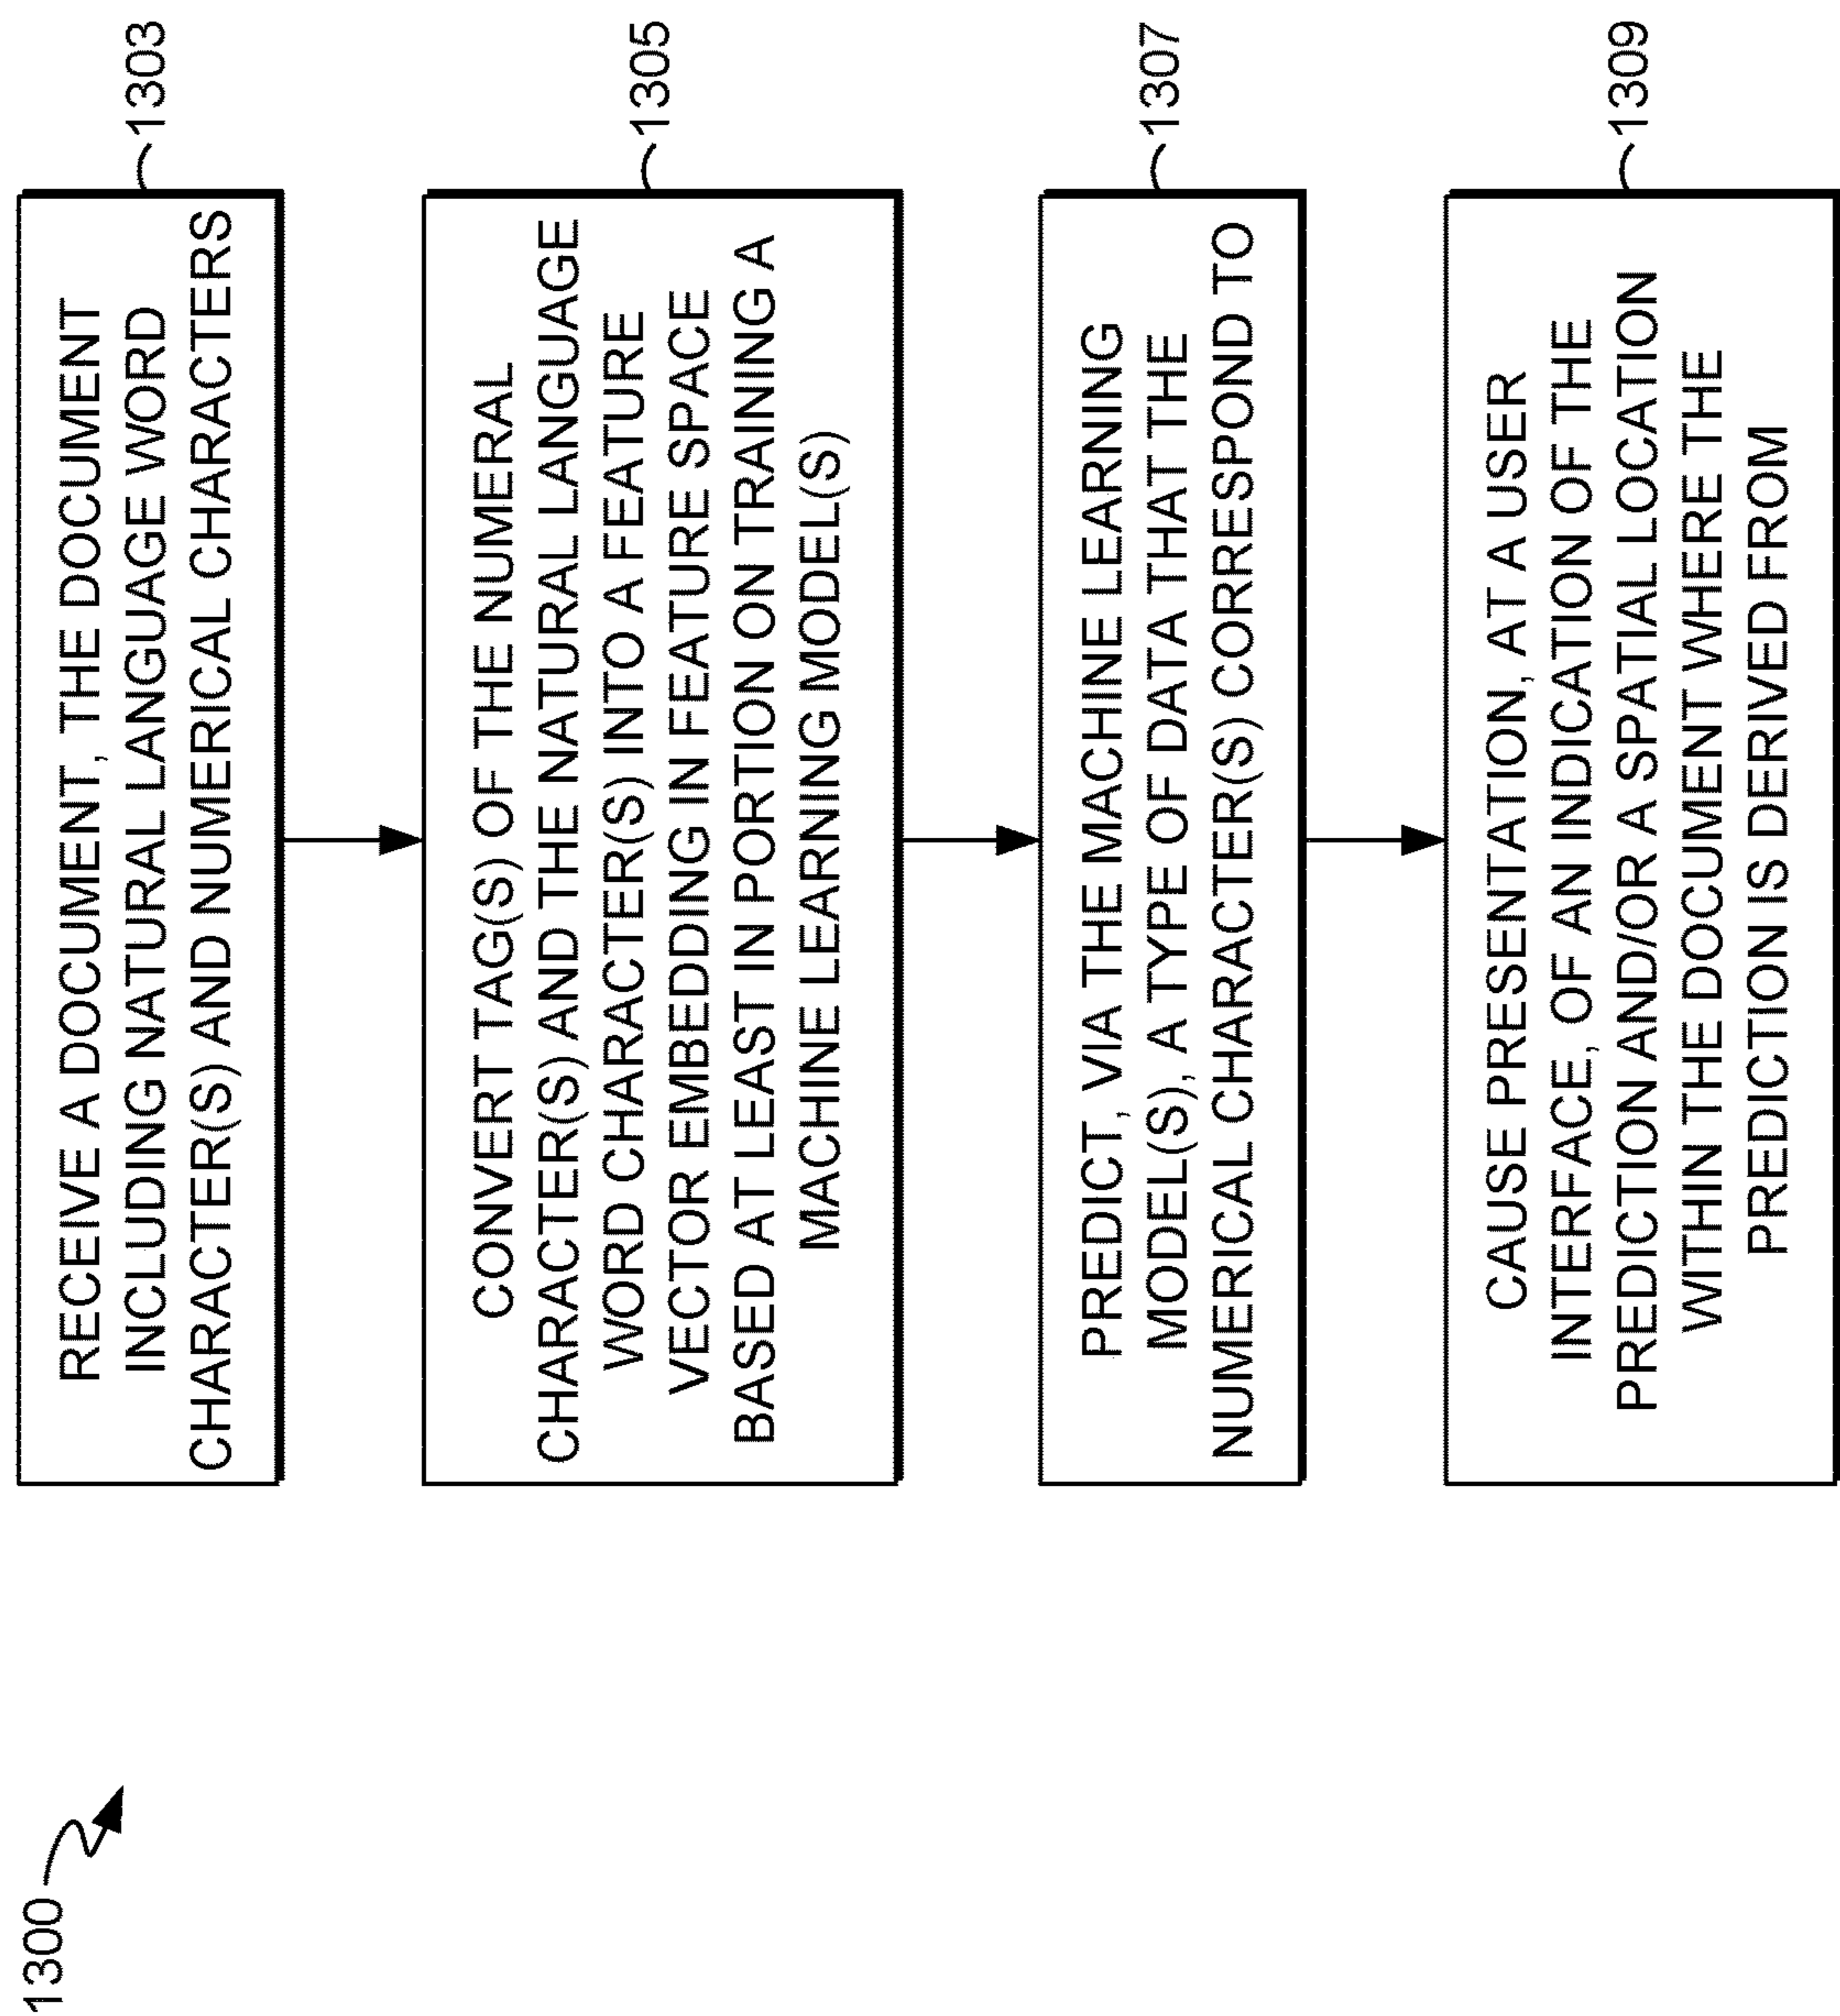 1300
RECEIVE A DOCUMENT, THE DOCUMENT
INCLUDING NATURAL LANGUAGE WORD
CHARACTER(S) AND NUMERICAL CHARACTERS
1303
CONVERT TAG(S) OF THE NUMERAL
CHARACTER(S) AND THE NATURAL LANGUAGE
WORD CHARACTER(S) INTO A FEATURE
VECTOR EMBEDDING IN FEATURE SPACE
BASED AT LEAST IN PORTION ON TRAINING A
MACHINE LEARNING MODEL(S)
1305
PREDICT, VIA THE MACHINE LEARNING
MODEL(S), A TYPE OF DATA THAT THE
NUMERICAL CHARACTER(S) CORRESPOND TO
1307
CAUSE PRESENTATION, AT A USER
INTERFACE, OF AN INDICATION OF THE
PREDICTION AND/OR A SPATIAL LOCATION
WITHIN THE DOCUMENT WHERE THE
PREDICTION IS DERIVED FROM
1309